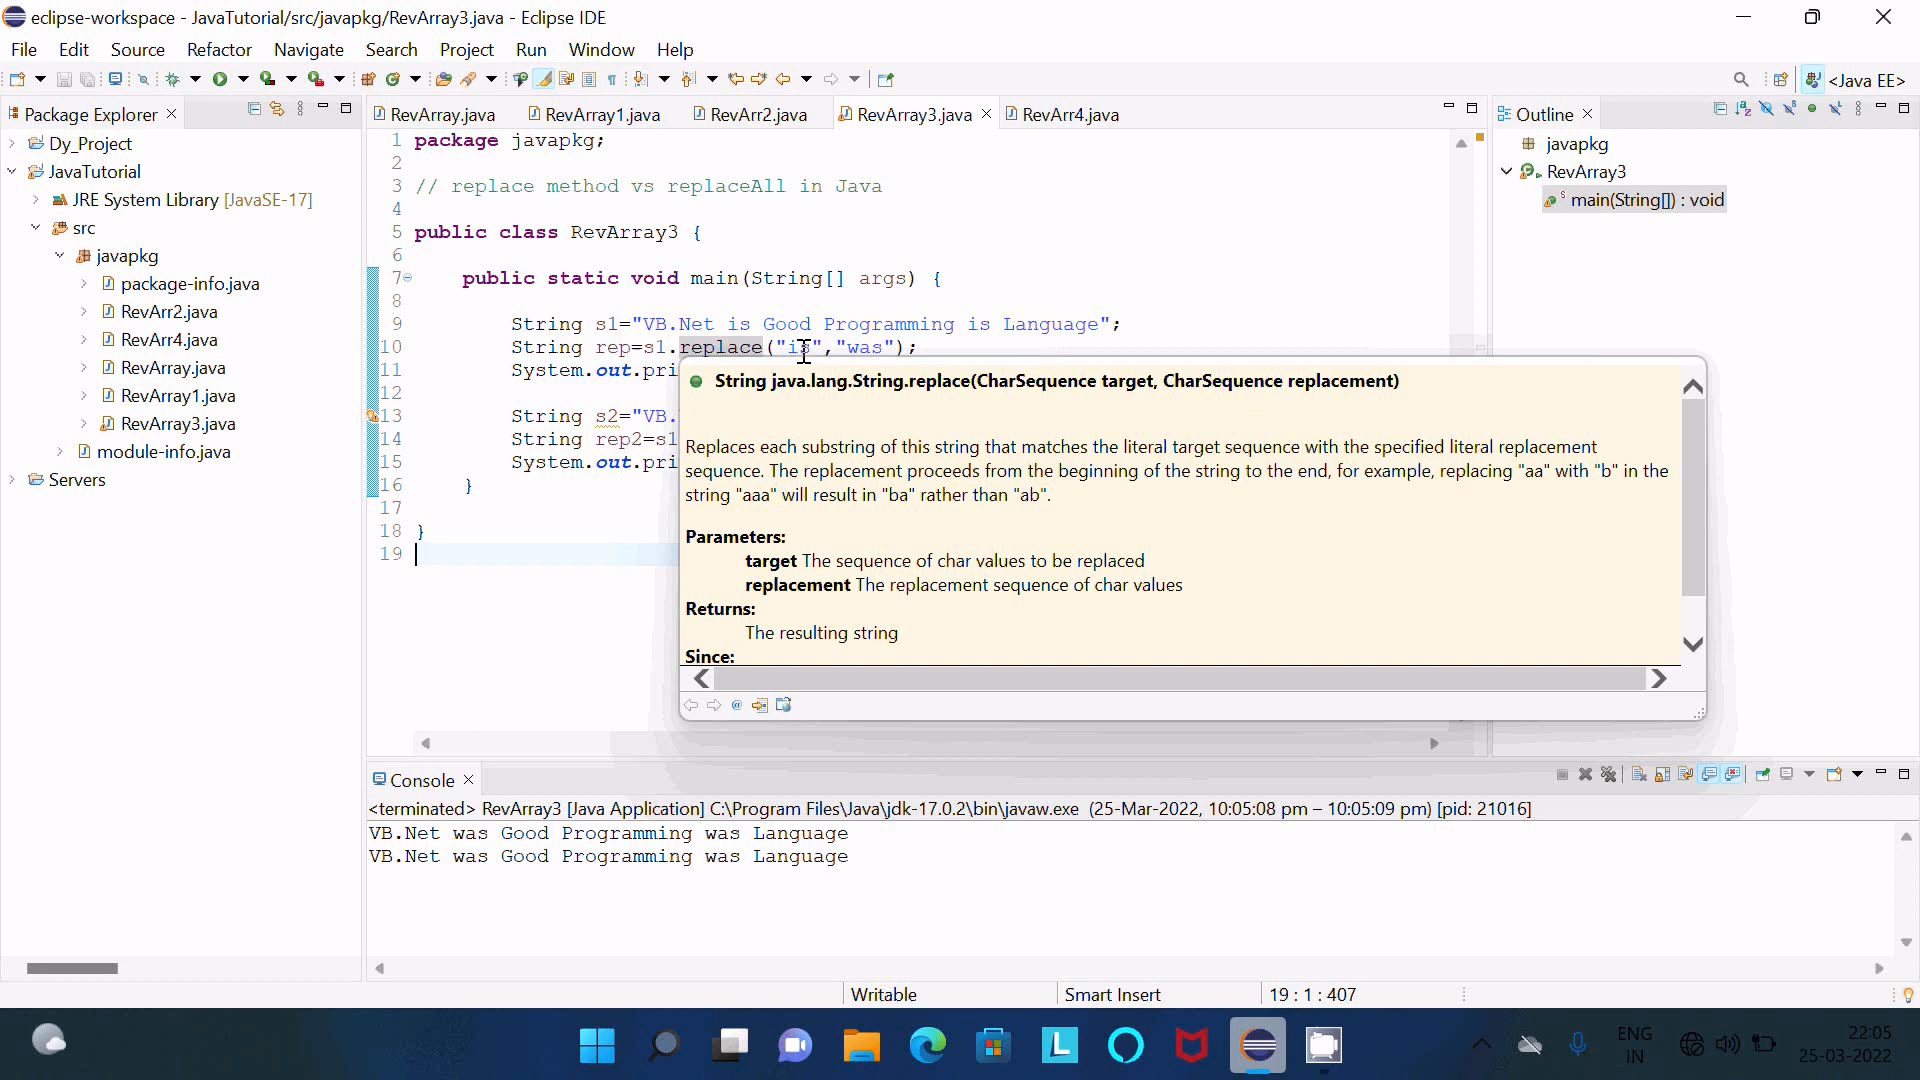 eclipse-workspace - JavaTutorial/src/javapkg/RevArray3.java - Eclipse IDE
File Edit Source Refactor Navigate Search Project Run Window Help
<Java EE>
Package Explorer
Dy_Project
JavaTutorial
JRE System Library [JavaSE-17]
src
javapkg
package-info.java
RevArr2.java
RevArr4.java
RevArray.java
RevArray1.java
RevArray3.java
module-info.java
Servers
RevArray.java RevArray1.java RevArr2.java RevArray3.java RevArr4.java
1 package javapkg;
2
3 // replace method vs replaceAll in Java
4
5 public class RevArray3 {
6
7 public static void main(String[] args) {
8
9 String s1="VB.Net is Good Programming is Language";
10 String rep=s1.replace("is","was");
11 System.out.pri
12
13 String s2="VB.
14 String rep2=s1
15 System.out.pri
16 }
17
18 }
19
String java.lang.String.replace(CharSequence target, CharSequence replacement)
Replaces each substring of this string that matches the literal target sequence with the specified literal replacement
sequence. The replacement proceeds from the beginning of the string to the end, for example, replacing "aa" with "b" in the
string "aaa" will result in "ba" rather than "ab".
Parameters:
target The sequence of char values to be replaced
replacement The replacement sequence of char values
Returns:
The resulting string
Since:
Outline
javapkg
RevArray3
main(String[]) : void
Console
<terminated> RevArray3 [Java Application] C:\Program Files\Java\jdk-17.0.2\bin\javaw.exe (25-Mar-2022, 10:05:08 pm – 10:05:09 pm) [pid: 21016]
VB.Net was Good Programming was Language
VB.Net was Good Programming was Language
Writable Smart Insert 19 : 1 : 407
L
ENG
IN
22:05
25-03-2022